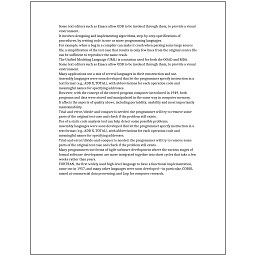 Some text editors such as Emacs allow GDB to be invoked through them, to provide a visual
environment.
It involves designing and implementing algorithms, step by step specifications of
procedures, by writing code in one or more programming languages.
For example, when a bug in a compiler can make it crash when parsing some large source
file, a simplification of the test case that results in only few lines from the original source file
can be sufficient to reproduce the same crash.
The Unified Modeling Language (UML) is a notation used for both the OOAD and MDA.
Some text editors such as Emacs allow GDB to be invoked through them, to provide a visual
environment.
Many applications use a mix of several languages in their construction and use.
Assembly languages were soon developed that let the programmer specify instruction in a
text format (e.g., ADD X, TOTAL), with abbreviations for each operation code and
meaningful names for specifying addresses.
However, with the concept of the stored-program computer introduced in 1949, both
programs and data were stored and manipulated in the same way in computer memory.
It affects the aspects of quality above, including portability, usability and most importantly
maintainability.
Trial-and-error/divide-and-conquer is needed: the programmer will try to remove some
parts of the original test case and check if the problem still exists.
Use of a static code analysis tool can help detect some possible problems.
Assembly languages were soon developed that let the programmer specify instruction in a
text format (e.g., ADD X, TOTAL), with abbreviations for each operation code and
meaningful names for specifying addresses.
Trial-and-error/divide-and-conquer is needed: the programmer will try to remove some
parts of the original test case and check if the problem still exists.
Many programmers use forms of Agile software development where the various stages of
formal software development are more integrated together into short cycles that take a few
weeks rather than years.
FORTRAN, the first widely used high-level language to have a functional implementation,
came out in 1957, and many other languages were soon developed—in particular, COBOL
aimed at commercial data processing, and Lisp for computer research.